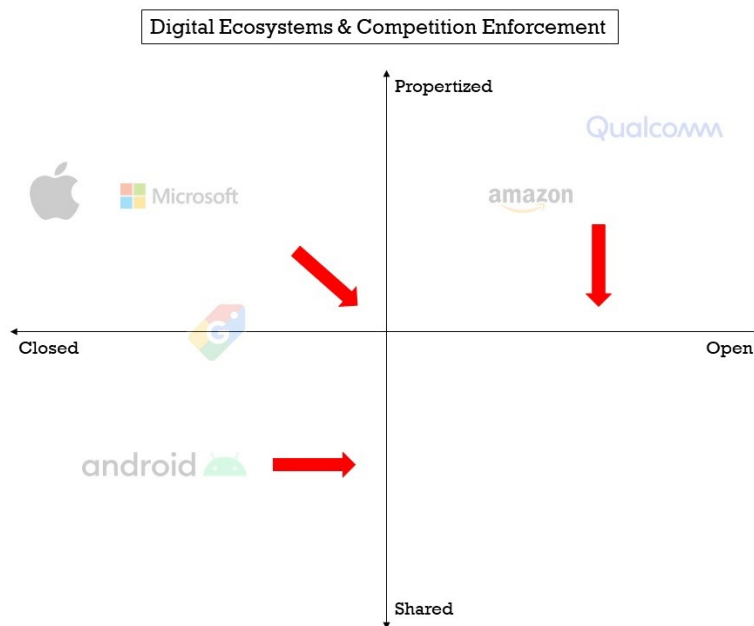 Digital Ecosystems & Competition Enforcement
Propertized
Qualcomm
Microsoft
amazon
G
Closed
Open
android
Shared